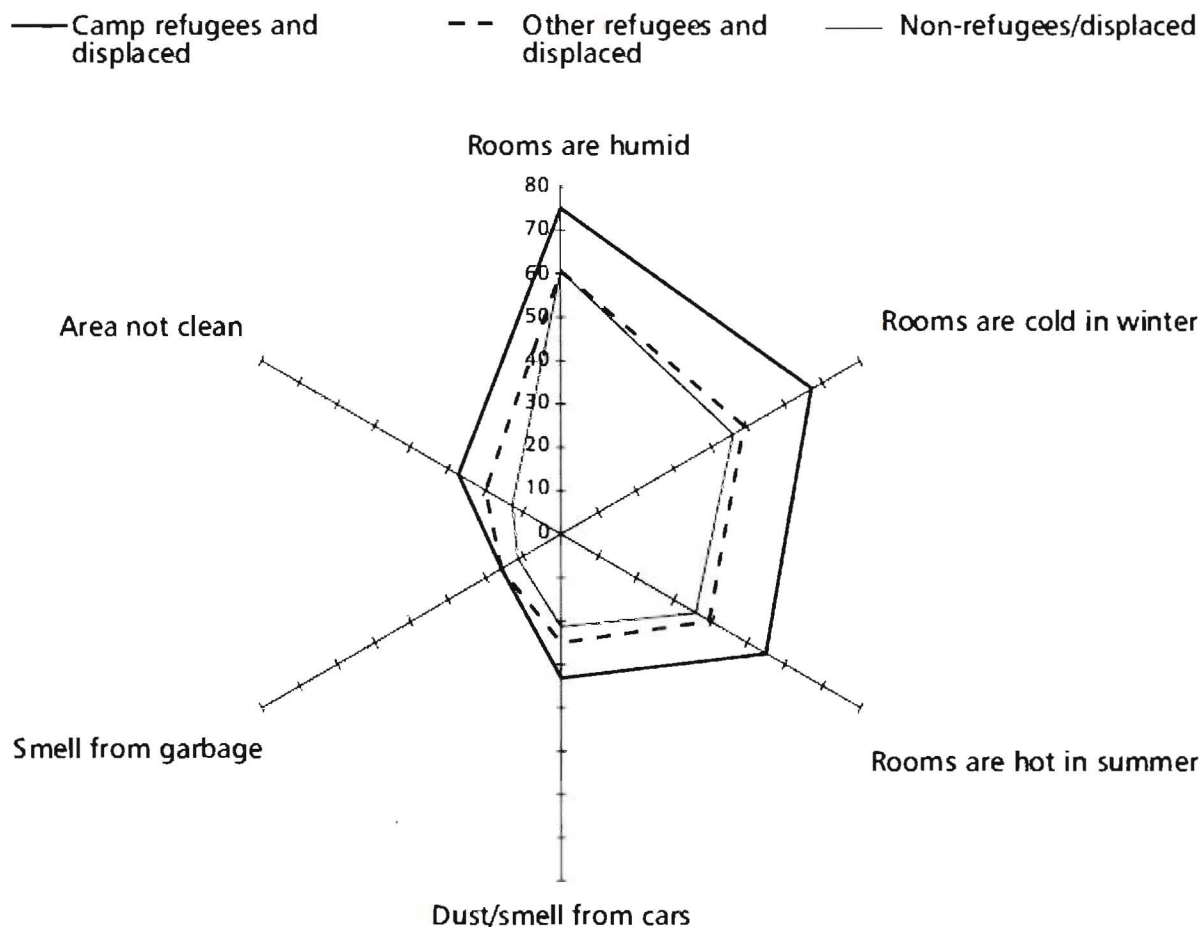 Camp refugees and
displaced
Other refugees and
displaced
Non-refugees/displaced
Rooms are humid
80
70
60
50
40
30
20
10
0
Area not clean
Rooms are cold in winter
Smell from garbage
Rooms are hot in summer
Dust/smell from cars